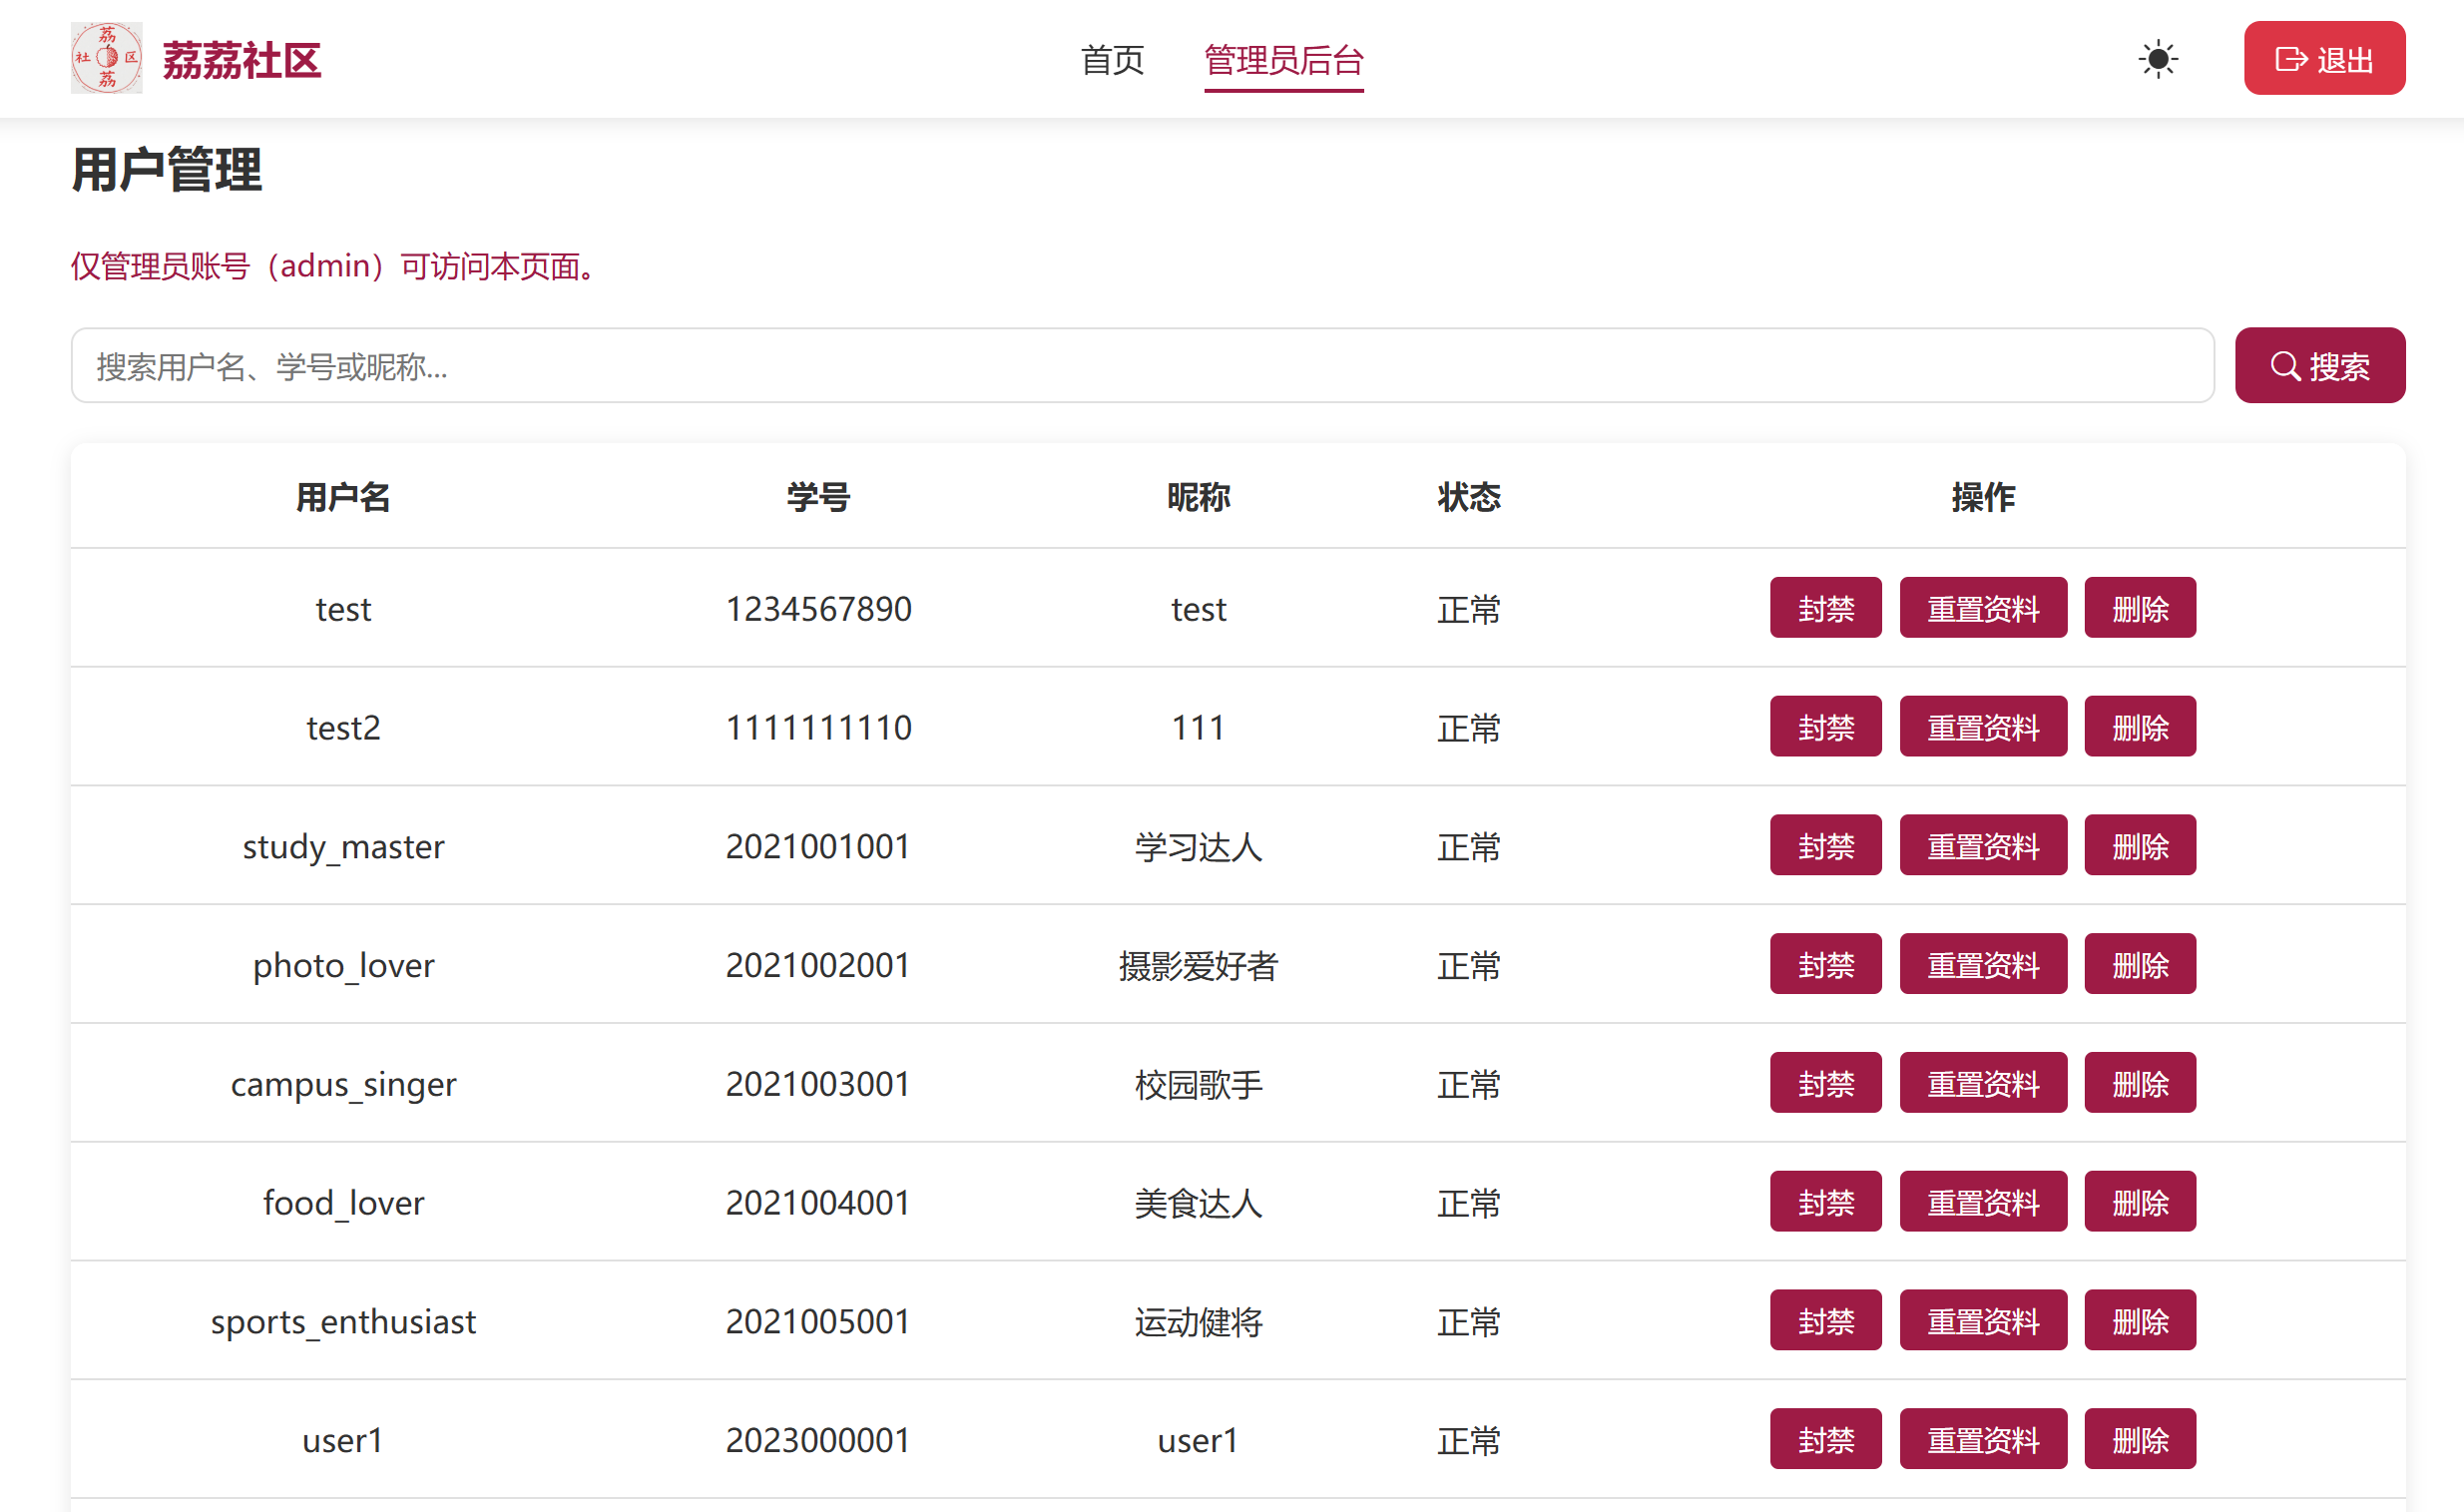 荔
社 区
荔
荔荔社区 首页 管理员后台 退出
用户管理
仅管理员账号（admin）可访问本页面。
搜索用户名、学号或昵称... 搜索
用户名 学号 昵称 状态 操作
test 1234567890 test 正常 封禁 重置资料 删除
test2 1111111110 111 正常 封禁 重置资料 删除
study_master 2021001001 学习达人 正常 封禁 重置资料 删除
photo_lover 2021002001 摄影爱好者 正常 封禁 重置资料 删除
campus_singer 2021003001 校园歌手 正常 封禁 重置资料 删除
food_lover 2021004001 美食达人 正常 封禁 重置资料 删除
sports_enthusiast 2021005001 运动健将 正常 封禁 重置资料 删除
user1 2023000001 user1 正常 封禁 重置资料 删除